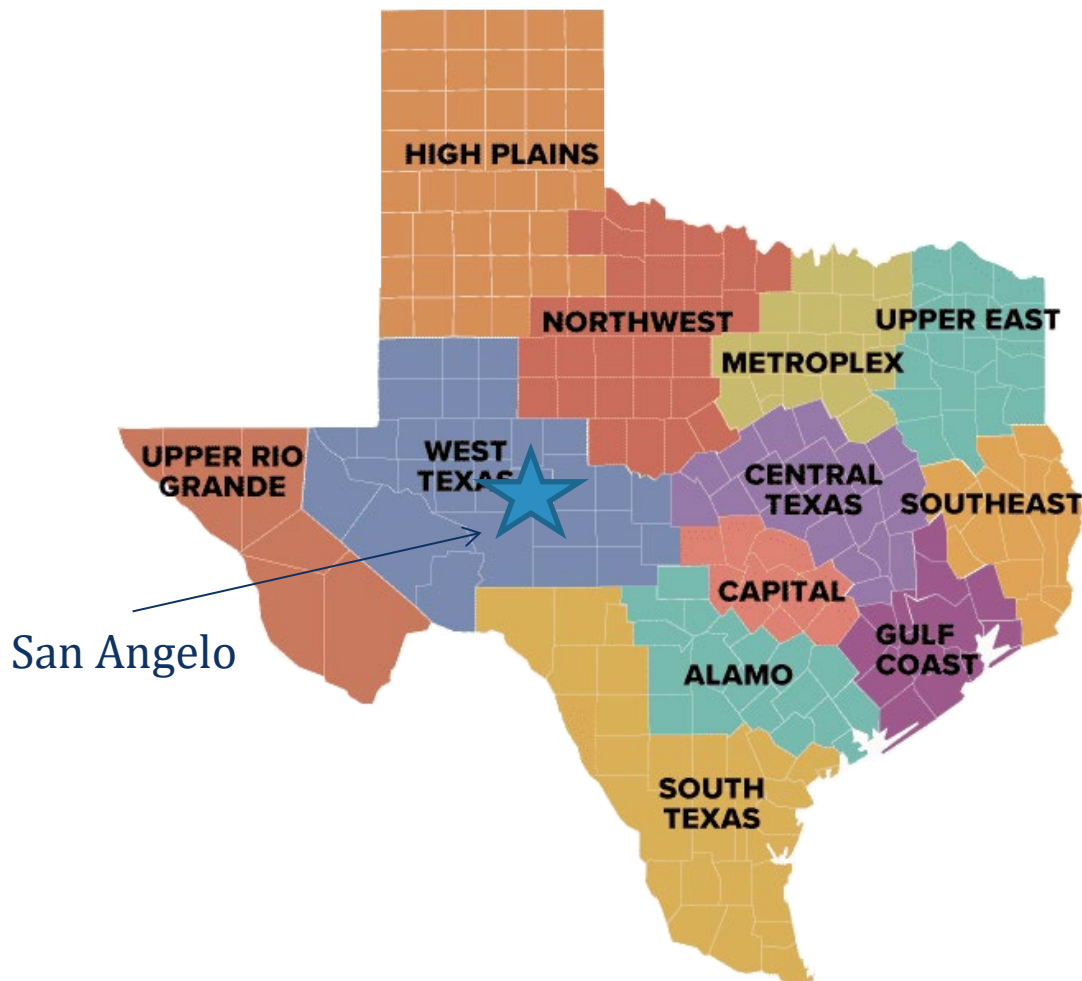 HIGH PLAINS
NORTHWEST
UPPER EAST
METROPLEX
UPPER RIO
GRANDE
WEST
TEXAS
CENTRAL
TEXAS
SOUTHEAST
CAPITAL
GULF
COAST
San Angelo
ALAMO
SOUTH
TEXAS